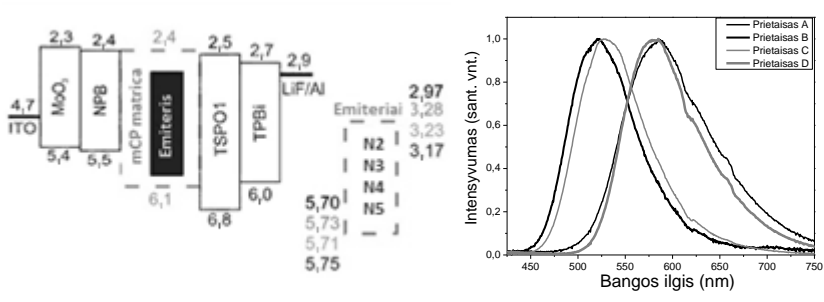 2,3
2,4
2,4
2,5
2,7
2,9
4,7
ITO
MoO₃
NPB
mCP matrica
Emiteris
TSPO1
TPBi
LiF/Al
5,4
5,5
6,1
6,8
6,0
Emiteriai
2,97
3,28
3,23
3,17
N2
N3
N4
N5
5,70
5,73
5,71
5,75
Intensyvumas (sant. vnt.)
1,0
0,8
0,6
0,4
0,2
0,0
Prietaisas A
Prietaisas B
Prietaisas C
Prietaisas D
450 500 550 600 650 700 750
Bangos ilgis (nm)